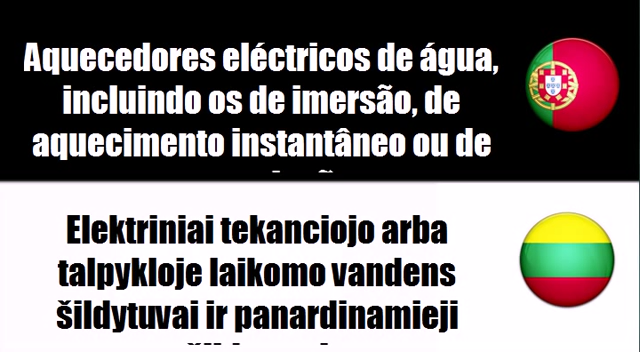 Aquecedores eléctricos de água,
incluindo os de imersão, de
aquecimento instantâneo ou de
Elektriniai tekanciojo arba
talpykloje laikomo vandens
šildytuvai ir panardinamieji